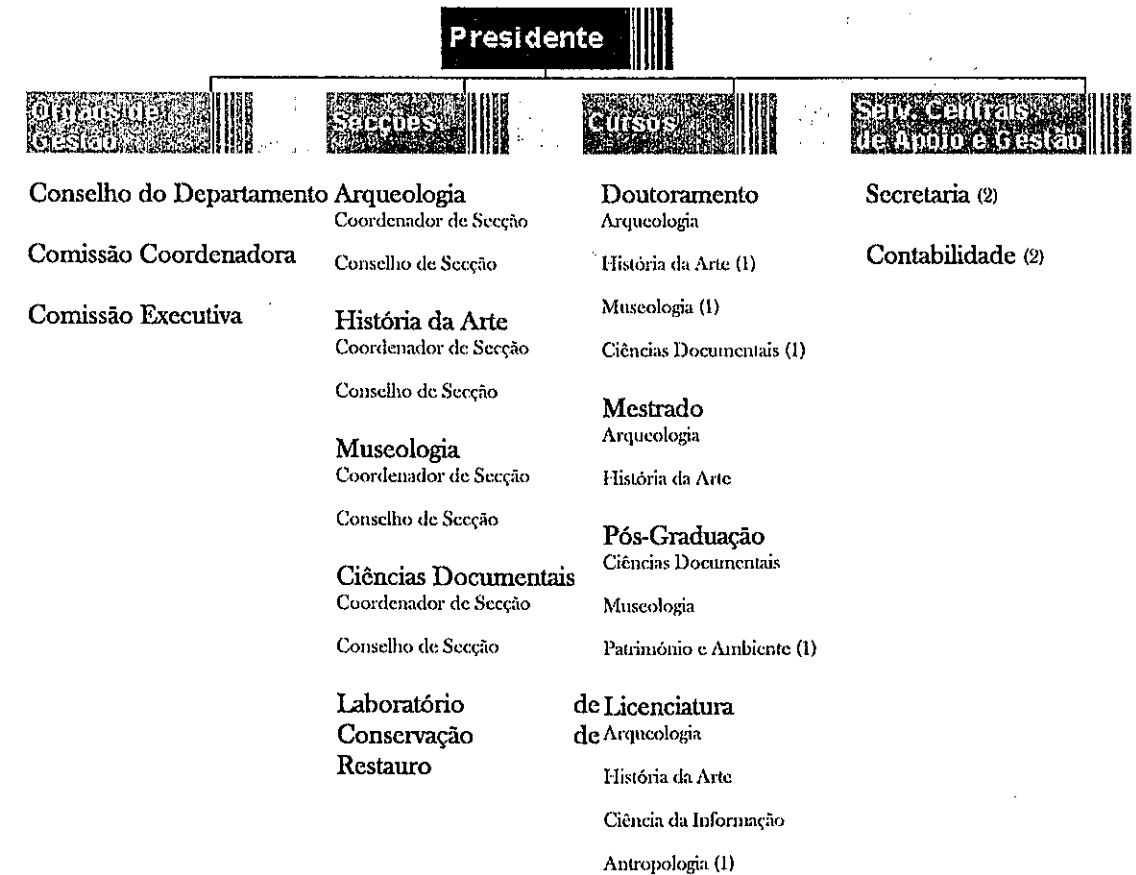 Presidente
Orgãos de
Gestão
Secções
Cursos
Serv. Centrais
de Apoio e Gestão
Conselho do Departamento
Comissão Coordenadora
Comissão Executiva
Arqueologia
Coordenador de Secção
Conselho de Secção
História da Arte
Coordenador de Secção
Conselho de Secção
Museologia
Coordenador de Secção
Conselho de Secção
Ciências Documentais
Coordenador de Secção
Conselho de Secção
Laboratório de
Conservação de
Restauro
Doutoramento
Arqueologia
História da Arte (1)
Museologia (1)
Ciências Documentais (1)
Mestrado
Arqueologia
História da Arte
Pós-Graduação
Ciências Documentais
Museologia
Património e Ambiente (1)
Licenciatura
Arqueologia
História da Arte
Ciência da Informação
Antropologia (1)
Secretaria (2)
Contabilidade (2)